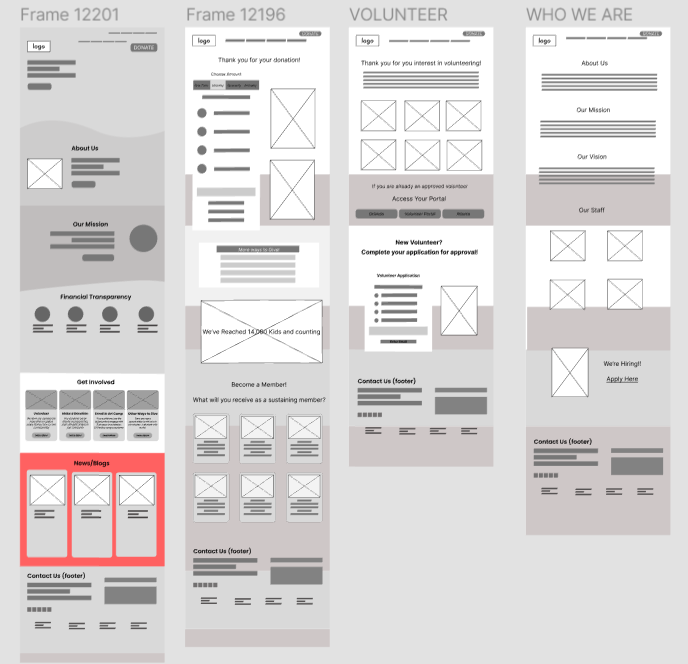 Frame 12201
logo
DONATE
About Us
Our Mission
Financial Transparency
Get Involved
Volunteer
Make a Donation
Enroll in Art Camp
Other Ways to Give
News/Blogs
Contact Us (footer)
Frame 12196
DONATE
logo
Thank you for your donation!
Choose Amount
More ways to Give!
We've Reached 14,000 Kids and counting
Become a Member!
What will you receive as a sustaining member?
Contact Us (footer)
VOLUNTEER
DONATE
logo
Thank you for you interest in volunteering!
If you are already an approved volunteer
Access Your Portal
Volunteer Portal
New Volunteer?
Complete your application for approval!
Volunteer Application
Contact Us (footer)
WHO WE ARE
DONATE
logo
About Us
Our Mission
Our Vision
Our Staff
We're Hiring!!
Apply Here
Contact Us (footer)